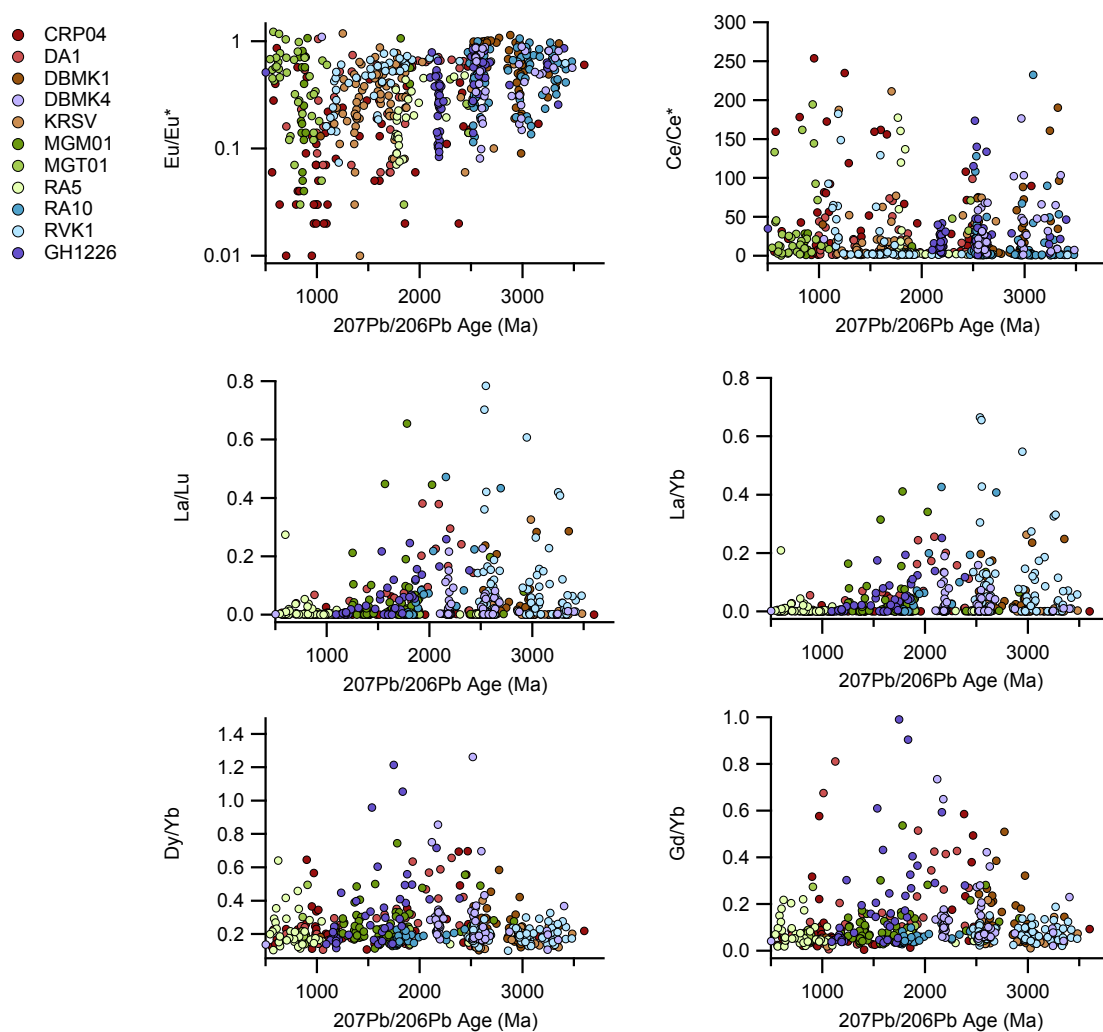 CRP04
DA1
DBMK1
DBMK4
KRSV
MGM01
MGT01
RA5
RA10
RVK1
GH1226
1
0.1
0.01
Eu/Eu*
1000 2000 3000
207Pb/206Pb Age (Ma)
300
250
200
150
100
50
0
Ce/Ce*
1000 2000 3000
207Pb/206Pb Age (Ma)
0.8
0.6
0.4
0.2
0.0
La/Lu
1000 2000 3000
207Pb/206Pb Age (Ma)
0.8
0.6
0.4
0.2
0.0
La/Yb
1000 2000 3000
207Pb/206Pb Age (Ma)
1.4
1.2
1.0
0.8
0.6
0.4
0.2
Dy/Yb
1000 2000 3000
207Pb/206Pb Age (Ma)
1.0
0.8
0.6
0.4
0.2
0.0
Gd/Yb
1000 2000 3000
207Pb/206Pb Age (Ma)